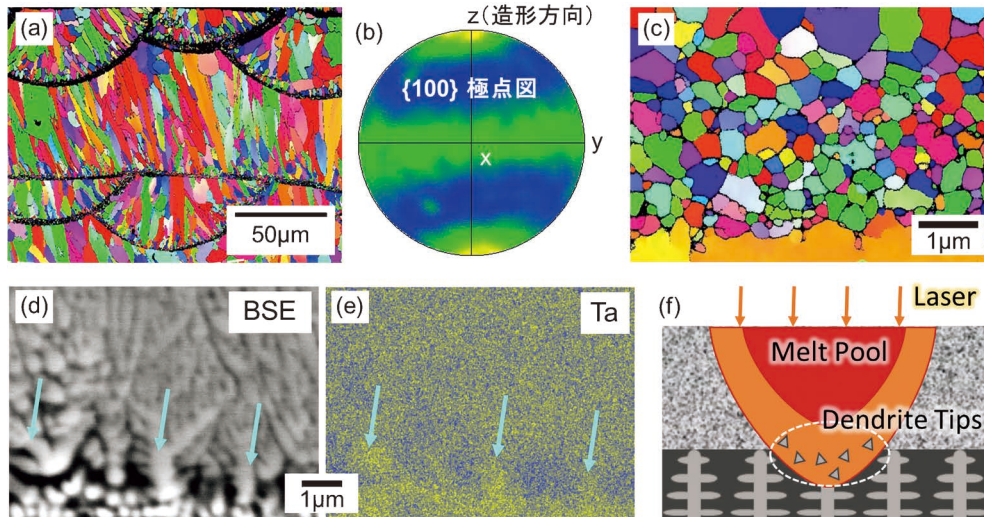 (a)
50μm
(b)
z(造形方向)
{100} 極点図
y
x
(c)
1μm
(d)
BSE
1μm
(e)
Ta
(f)
Laser
Melt Pool
Dendrite Tips